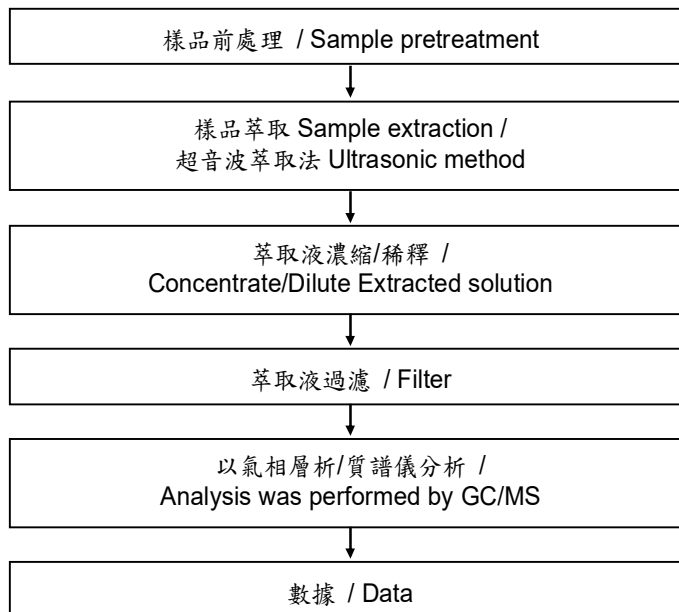 樣品前處理 / Sample pretreatment
樣品萃取 Sample extraction /
超音波萃取法 Ultrasonic method
萃取液濃縮/稀釋 /
Concentrate/Dilute Extracted solution
萃取液過濾 / Filter
以氣相層析/質譜儀分析 /
Analysis was performed by GC/MS
數據 / Data